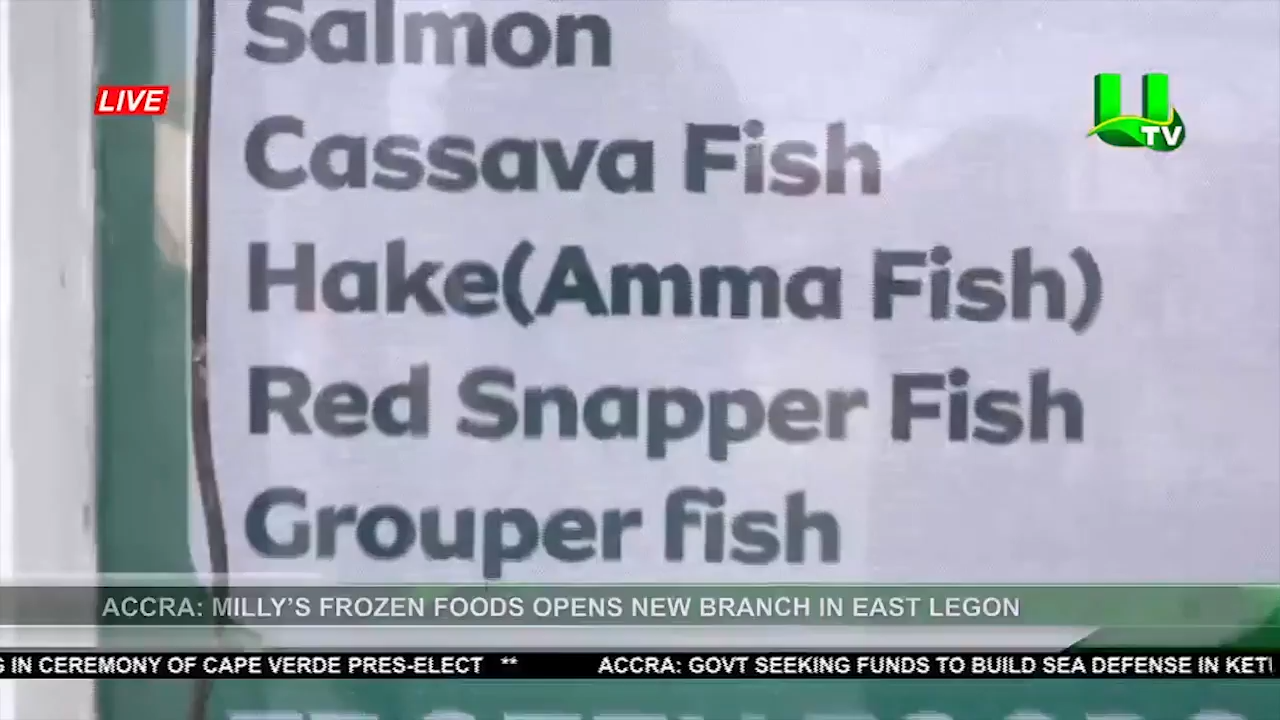 Salmon
LIVE
U TV
Cassava Fish
Hake(Amma Fish)
Red Snapper Fish
Grouper fish
ACCRA: MILLY'S FROZEN FOODS OPENS NEW BRANCH IN EAST LEGON
IN CEREMONY OF CAPE VERDE PRES-ELECT ** ACCRA: GOVT SEEKING FUNDS TO BUILD SEA DEFENSE IN